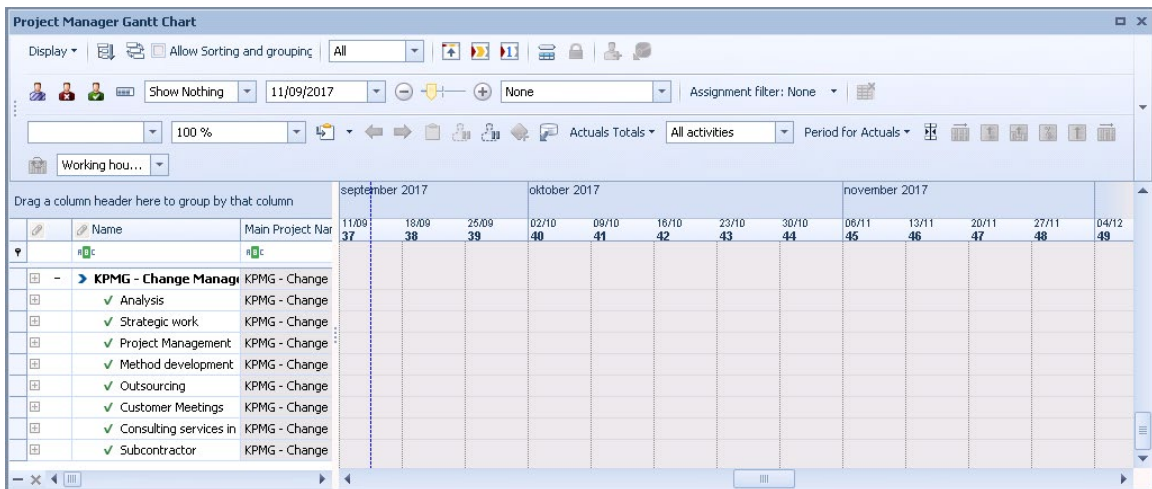 Project Manager Gantt Chart
Display Allow Sorting and grouping All
Show Nothing 11/09/2017 None Assignment filter: None
100 % Actuals Totals All activities Period for Actuals
Working hou...
september 2017 oktober 2017 november 2017
Drag a column header here to group by that column
11/09 18/09 25/09 02/10 09/10 16/10 23/10 30/10 06/11 13/11 20/11 27/11 04/12
Name Main Project Nar 37 38 39 40 41 42 43 44 45 46 47 48 49
KPMG - Change Manage KPMG - Change
Analysis KPMG - Change
Strategic work KPMG - Change
Project Management KPMG - Change
Method development KPMG - Change
Outsourcing KPMG - Change
Customer Meetings KPMG - Change
Consulting services in KPMG - Change
Subcontractor KPMG - Change